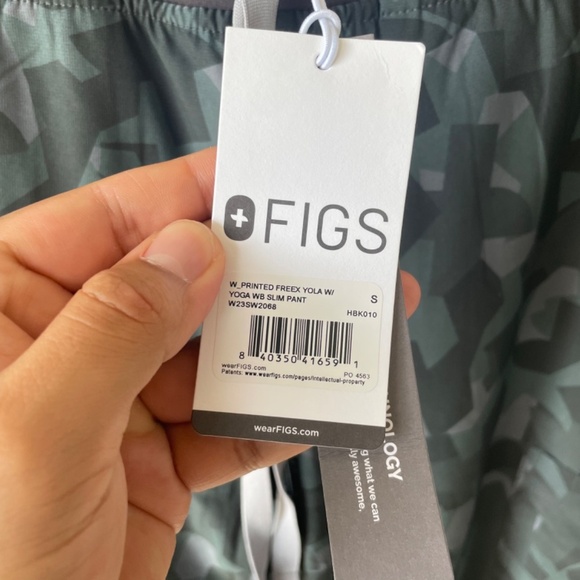 FIGS
W_PRINTED FREEX YOLA W/
YOGA WB SLIM PANT
W23SW2068
S
HBK010
8 40350 41659 1
wearFIGS.com
PO 4563
Patents: www.wearfigs.com/pages/intellectual-property
wearFIGS.com
NOLOGY
what we can
awesome.